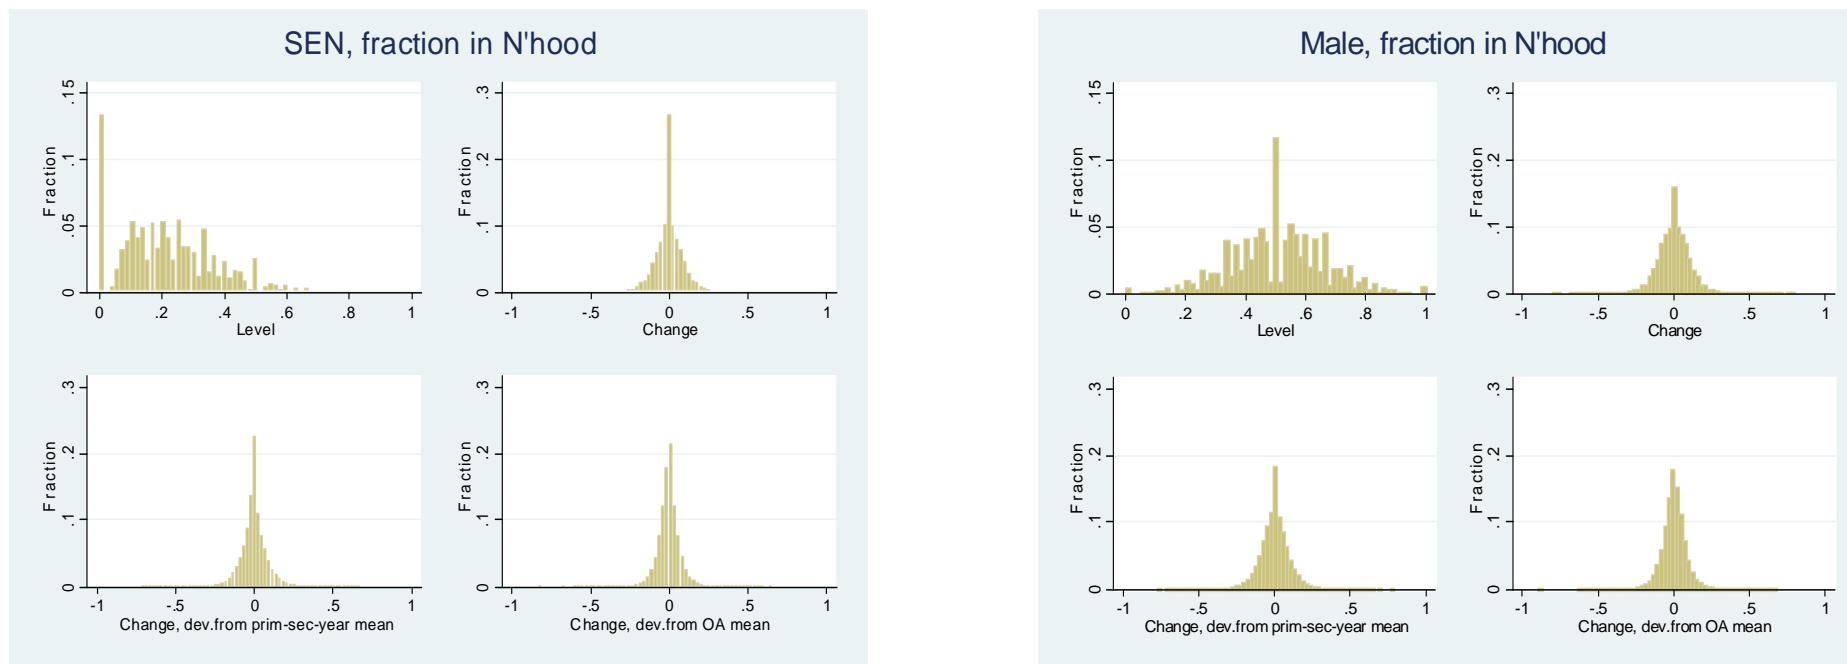 SEN, fraction in N'hood
Fraction
0 .05 .1 .15
0 .2 .4 .6 .8 1
Level
Fraction
0 .1 .2 .3
-1 -.5 0 .5 1
Change
Fraction
0 .1 .2 .3
-1 -.5 0 .5 1
Change, dev.from prim-sec-year mean
Fraction
0 .1 .2 .3
-1 -.5 0 .5 1
Change, dev.from OA mean
Male, fraction in N'hood
Fraction
0 .05 .1 .15
0 .2 .4 .6 .8 1
Level
Fraction
0 .1 .2 .3
-1 -.5 0 .5 1
Change
Fraction
0 .1 .2 .3
-1 -.5 0 .5 1
Change, dev.from prim-sec-year mean
Fraction
0 .1 .2 .3
-1 -.5 0 .5 1
Change, dev.from OA mean